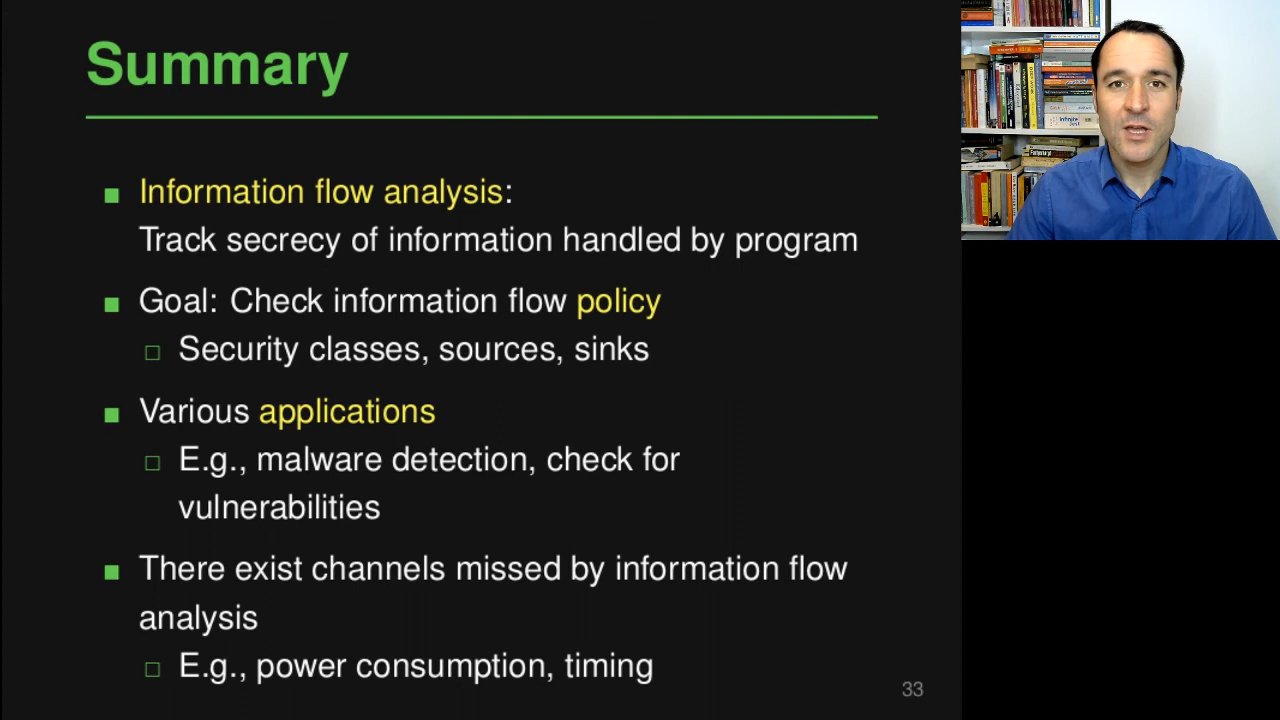 Summary
Information flow analysis:
Track secrecy of information handled by program
Goal: Check information flow policy
Security classes, sources, sinks
Various applications
E.g., malware detection, check for
vulnerabilities
There exist channels missed by information flow
analysis
E.g., power consumption, timing
33
Infinite
Jest